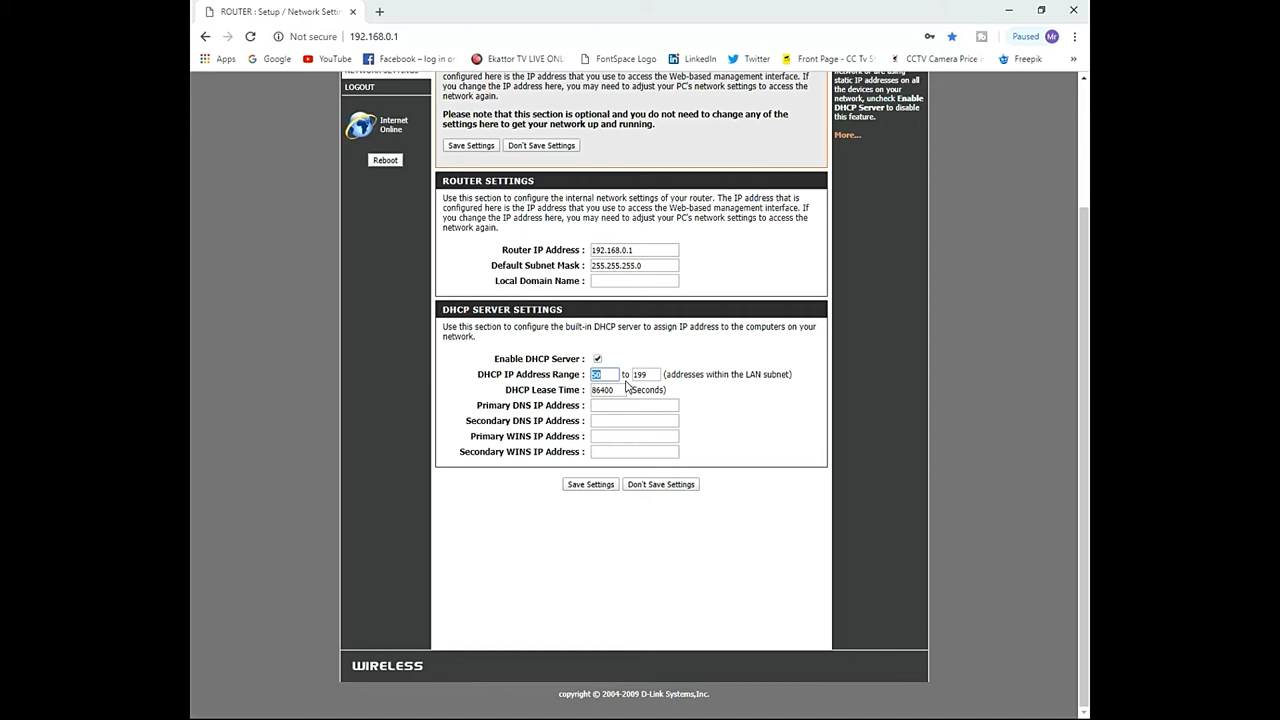 ROUTER : Setup / Network Settin
Not secure | 192.168.0.1
Paused
Mr
Apps
Google
YouTube
Facebook – log in o
Ekattor TV LIVE ONL
FontSpace Logo
LinkedIn
Twitter
Front Page - CC Tv S
CCTV Camera Price i
Freepik
NETWORK SETTINGS
LOGOUT
Internet
Online
Reboot
configured here is the IP address that you use to access the Web-based management interface. If
you change the IP address here, you may need to adjust your PC's network settings to access the
network again.
Please note that this section is optional and you do not need to change any of the
settings here to get your network up and running.
Save Settings
Don't Save Settings
network or are using
static IP addresses on all
the devices on your
network, uncheck Enable
DHCP Server to disable
this feature.
More...
ROUTER SETTINGS
Use this section to configure the internal network settings of your router. The IP address that is
configured here is the IP address that you use to access the Web-based management interface. If
you change the IP address here, you may need to adjust your PC's network settings to access the
network again.
Router IP Address : 192.168.0.1
Default Subnet Mask : 255.255.255.0
Local Domain Name :
DHCP SERVER SETTINGS
Use this section to configure the built-in DHCP server to assign IP address to the computers on your
network.
Enable DHCP Server :
DHCP IP Address Range : 50 to 199 (addresses within the LAN subnet)
DHCP Lease Time : 86400 (Seconds)
Primary DNS IP Address :
Secondary DNS IP Address :
Primary WINS IP Address :
Secondary WINS IP Address :
Save Settings
Don't Save Settings
WIRELESS
copyright © 2004-2009 D-Link Systems,Inc.